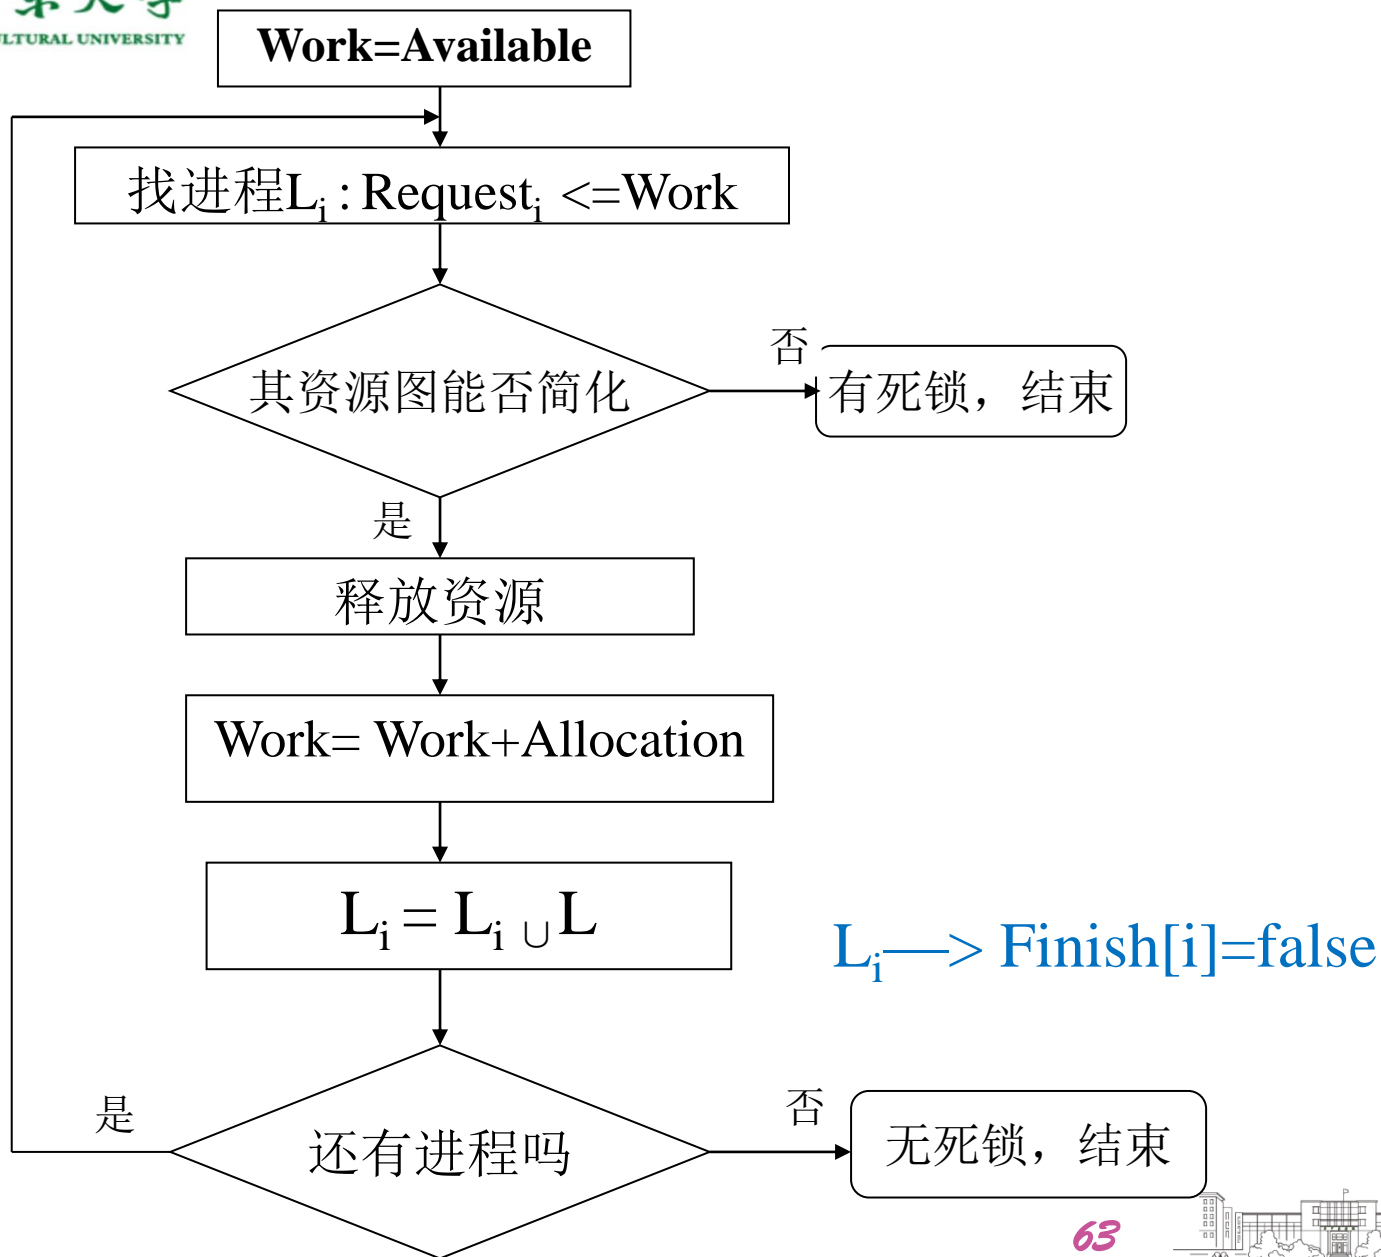 大学
LTURAL UNIVERSITY
Work=Available
找进程Li : Requesti <=Work
其资源图能否简化
否
有死锁，结束
是
释放资源
Work= Work+Allocation
Li = Li ∪ L
Li—> Finish[i]=false
还有进程吗
是
否
无死锁，结束
63